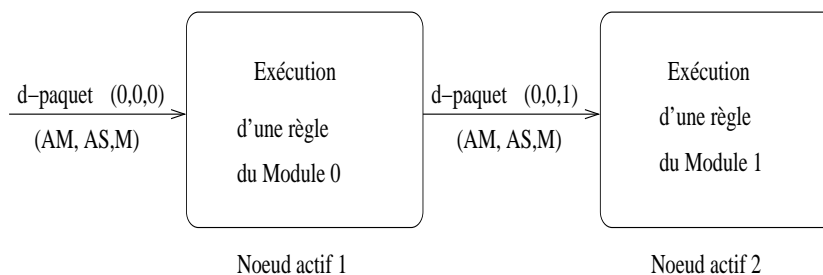 d-paquet (0,0,0)
(AM, AS,M)
Exécution
d'une règle
du Module 0
Noeud actif 1
d-paquet (0,0,1)
(AM, AS,M)
Exécution
d'une règle
du Module 1
Noeud actif 2